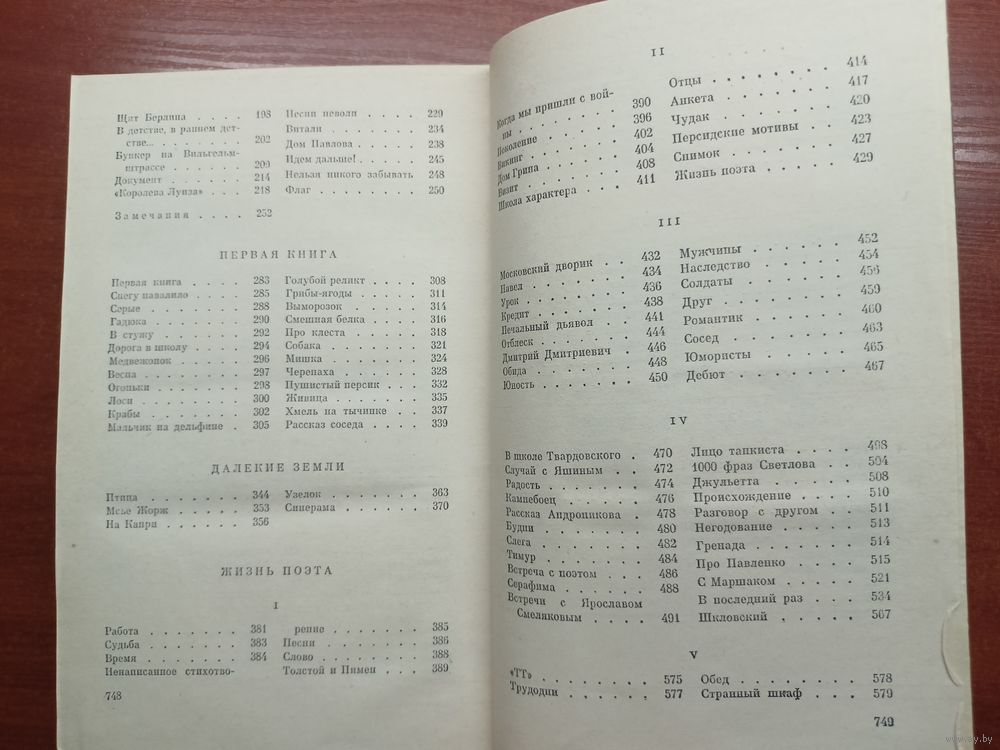 Щит Берлина . . . . 198
В детстве, в раннем дет-
стве... . . . . . . . 202
Бункер на Вильгельм-
штрассе . . . . . . 209
Документ . . . . . . 214
«Королева Луиза» . . . 218
Замечания . . . . 252
Песни неволи . . . . 229
Витали . . . . . . . 234
Дом Павлова . . . . . 238
Идем дальше! . . . . . 245
Нельзя никого забывать 248
Флаг . . . . . . . . 250
ПЕРВАЯ КНИГА
Первая книга . . . . 283
Снегу навалило . . . . 285
Серые . . . . . . . 288
Гадюка . . . . . . . 290
В стужу . . . . . . . 292
Дорога в школу . . . . 294
Медвежонок . . . . . 296
Весна . . . . . . . 297
Огоньки . . . . . . . 298
Лоси . . . . . . . . 300
Крабы . . . . . . . 302
Мальчик на дельфине . 305
Голубой реликт . . . . 308
Грибы-ягоды . . . . . 311
Выморозок . . . . . . 314
Смешная белка . . . . 316
Про клеста . . . . . 318
Собака . . . . . . . 321
Мишка . . . . . . . 324
Черепаха . . . . . . 328
Пушистый персик . . . 332
Живица . . . . . . . 335
Хмель на тычинке . . 337
Рассказ соседа . . . . 339
ДАЛЕКИЕ ЗЕМЛИ
Птица . . . . . . . 344
Мсье Жорж . . . . . 353
На Капри . . . . . . 356
Узелок . . . . . . . 363
Синерама . . . . . . 370
ЖИЗНЬ ПОЭТА
I
Работа . . . . . . . 381
Судьба . . . . . . . 383
Время . . . . . . . 384
Ненаписанное стихотво-
рение . . . . . . . 385
Песни . . . . . . . 386
Слово . . . . . . . 388
Толстой и Пимен . . . 389
748
II
Когда мы пришли с вой-
ны . . . . . . . . 390
Поколение . . . . . . 396
Викинг . . . . . . . 402
Дом Грина . . . . . . 404
Визит . . . . . . . 408
Школа характера . . . 411
Отцы . . . . . . . . 414
Анкета . . . . . . . 417
Чудак . . . . . . . 420
Персидские мотивы . . 423
Снимок . . . . . . . 427
Жизнь поэта . . . . . 429
III
Московский дворик . . 432
Павел . . . . . . . 434
Урок . . . . . . . . 436
Кредит . . . . . . . 438
Печальный дьявол . . . 441
Отблеск . . . . . . . 444
Дмитрий Дмитриевич . 446
Обида . . . . . . . 448
Юность . . . . . . . 450
Мужчины . . . . . . 452
Наследство . . . . . 454
Солдаты . . . . . . . 456
Друг . . . . . . . . 459
Романтик . . . . . . 460
Сосед . . . . . . . 463
Юмористы . . . . . . 465
Дебют . . . . . . . 467
IV
В школе Твардовского . 470
Случай с Яшиным . . . 472
Радость . . . . . . . 474
Кампебоец . . . . . . 476
Рассказ Андроникова . 478
Будни . . . . . . . 480
Слега . . . . . . . 482
Тимур . . . . . . . 484
Встреча с поэтом . . . 486
Серафима . . . . . . 488
Встречи с Ярославом
Смеляковым . . . . . 491
Лицо танкиста . . . . 498
1000 фраз Светлова . . 504
Джульетта . . . . . . 508
Происхождение . . . . 510
Разговор с другом . . . 511
Негодование . . . . . 513
Гренада . . . . . . . 514
Про Павленко . . . . . 515
С Маршаком . . . . . 521
В последний раз . . . 534
Шкловский . . . . . . 567
V
«ТТ» . . . . . . . . 575
Трудодни . . . . . . 577
Обед . . . . . . . . 578
Странный шкаф . . . . 579
749